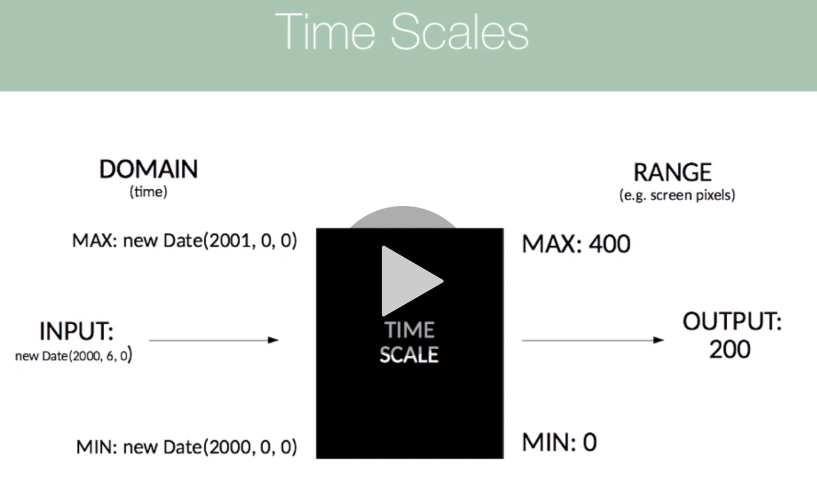 Time Scales
DOMAIN
(time)
RANGE
(e.g. screen pixels)
MAX: new Date(2001, 0, 0)
MAX: 400
INPUT:
new Date(2000, 6, 0)
TIME
SCALE
OUTPUT:
200
MIN: new Date(2000, 0, 0)
MIN: 0